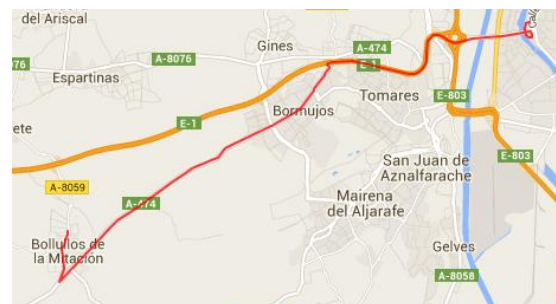 del Ariscal
Gines
A-474
A-8076
Espartinas
E-1
Tomares
E-803
ete
E-1
Bormujos
E-803
San Juan de
Aznalfarache
A-8059
A-474
Mairena
del Aljarafe
Bollullos de
la Mitación
Gelves
A-8058